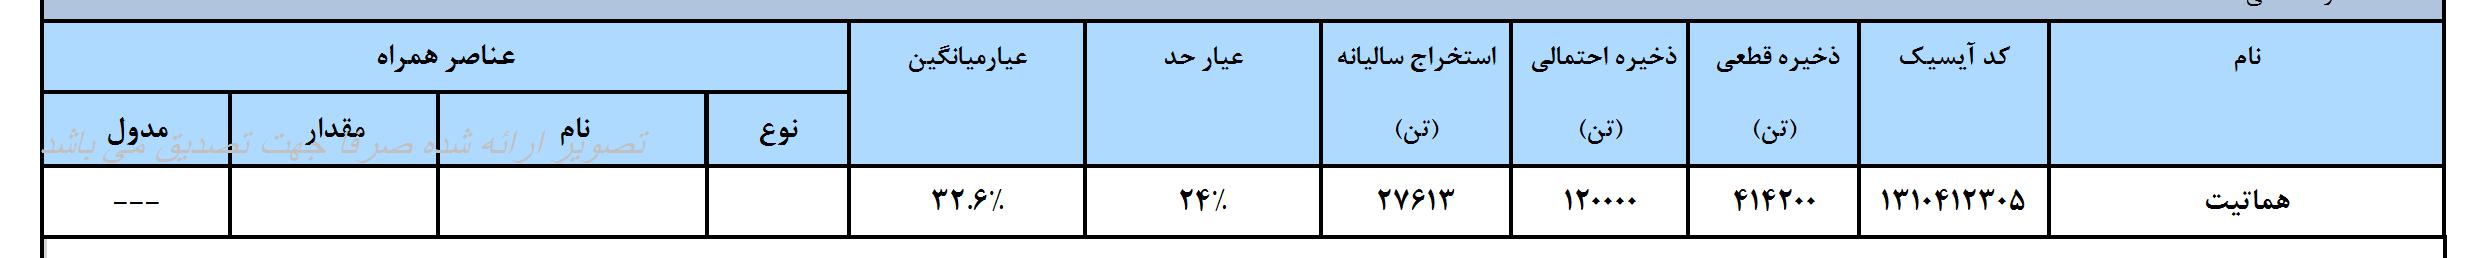 نام
کد آیسیک
ذخیره قطعی (تن)
ذخیره احتمالی (تن)
استخراج سالیانه (تن)
عیار حد
عیارمیانگین
عناصر همراه
نوع
نام
مقدار
مدول
تصویر ارائه شده صرفا جهت تصدیق می باشد
هماتیت
۱۳۱۰۴۱۲۳۰۵
۴۱۴۲۰۰
۱۲۰۰۰۰
۲۷۶۱۳
۲۴%
۳۲.۶%
---